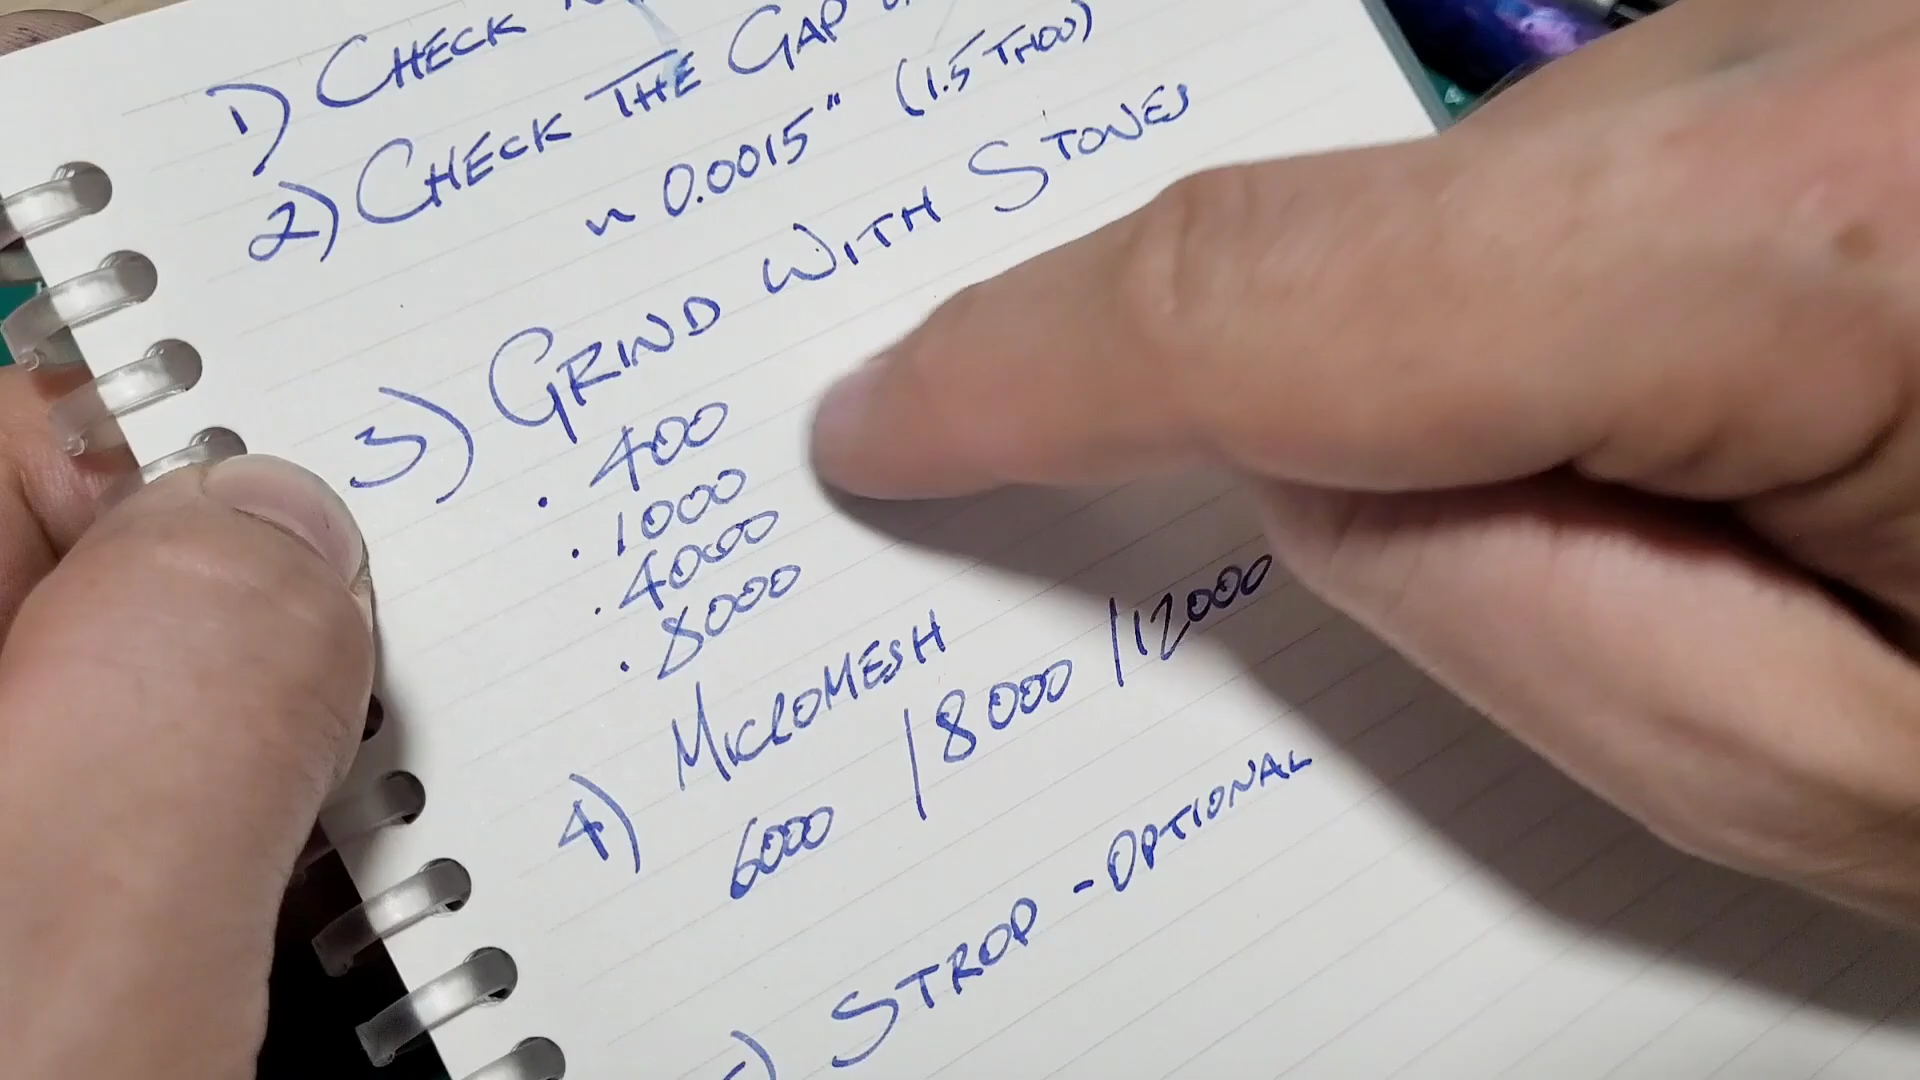 1) CHECK
2) CHECK THE GAP
~ 0.0015" (1.5 THOU)
3) GRIND WITH STONES
. 400
. 1000
. 4000
. 8000
4) MICROMESH
6000 / 8000 / 12000
) STROP - OPTIONAL